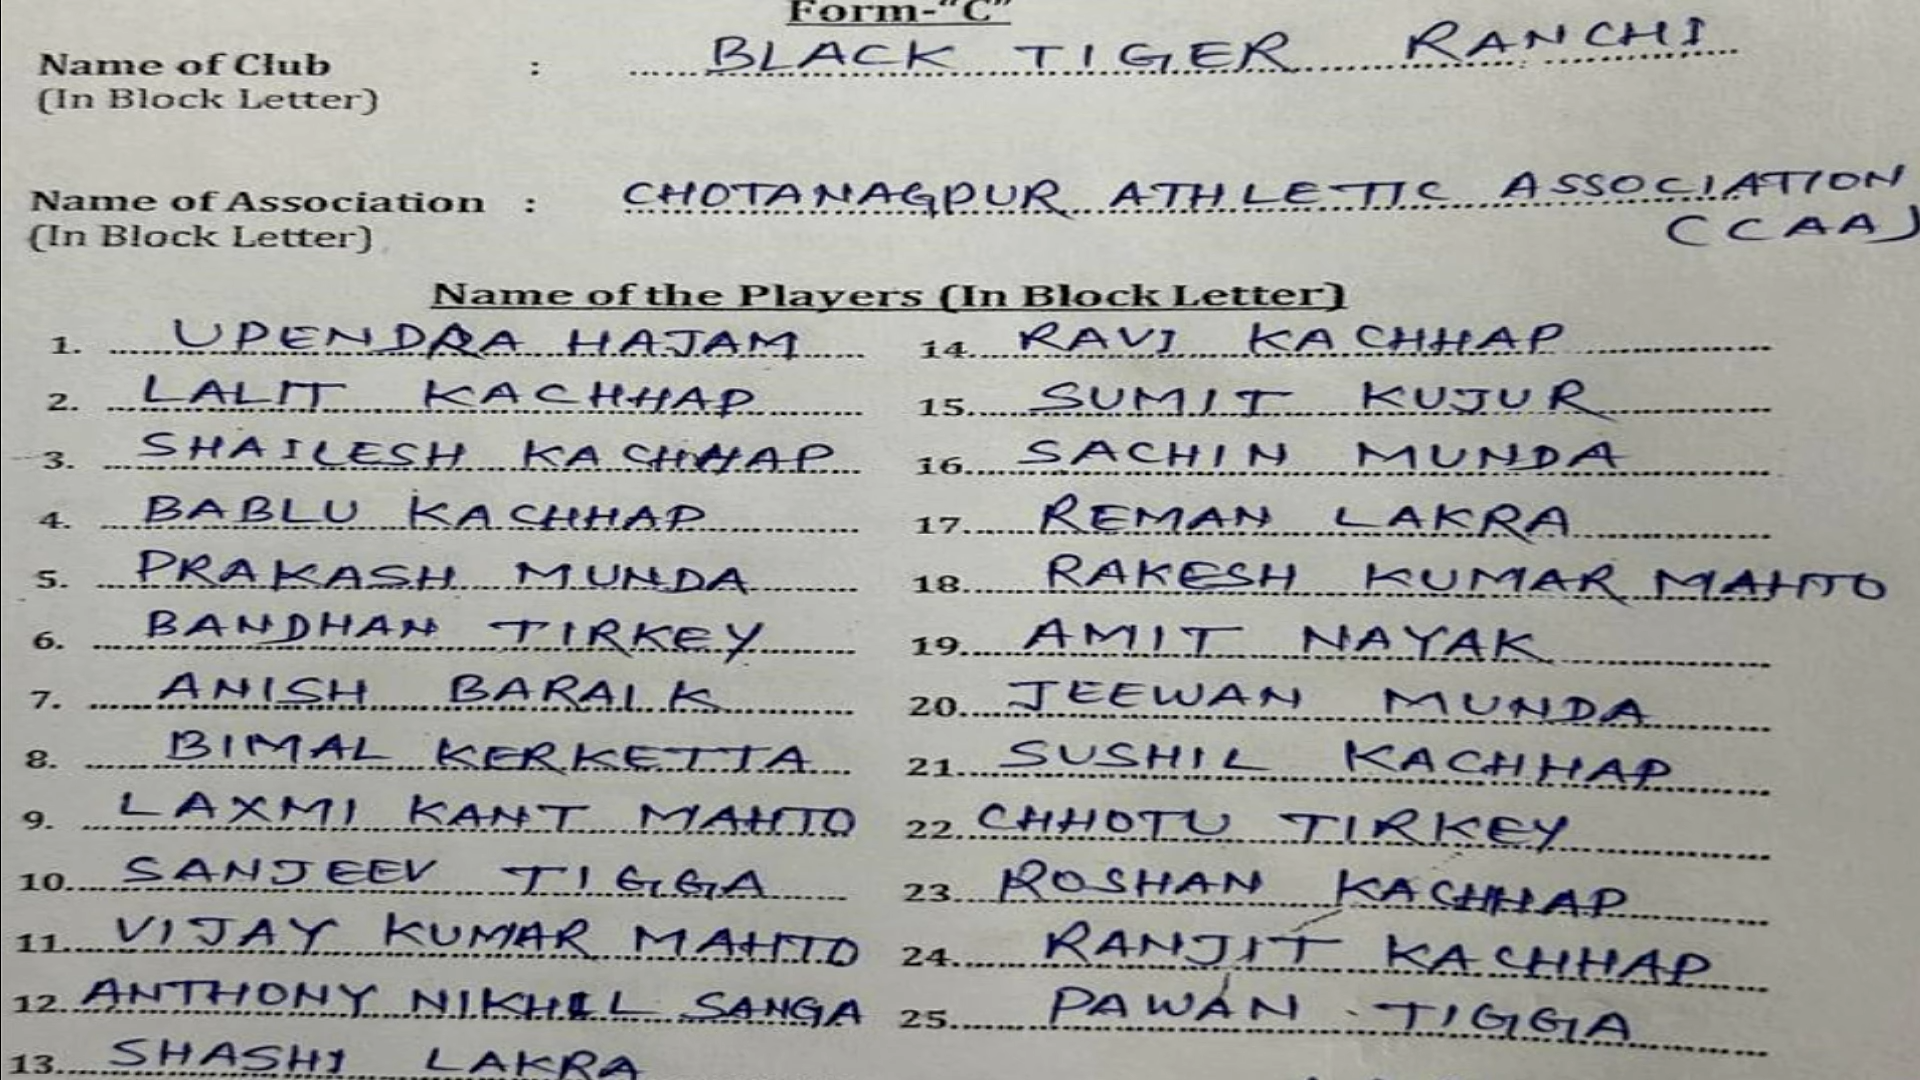 Form-"C"
Name of Club : BLACK TIGER RANCHI
(In Block Letter)
Name of Association : CHOTANAGPUR ATHLETIC ASSOCIATION
(In Block Letter) (CCAA)
Name of the Players (In Block Letter)
1. UPENDRA HAJAM
2. LALIT KACHHAP
3. SHAILESH KACHHAP
4. BABLU KACHHAP
5. PRAKASH MUNDA
6. BANDHAN TIRKEY
7. ANISH BARAIK
8. BIMAL KERKETTA
9. LAXMI KANT MAHTO
10. SANJEEV TIGGA
11. VIJAY KUMAR MAHTO
12. ANTHONY NIKHIL SANGA
13. SHASHI LAKRA
14. RAVI KACHHAP
15. SUMIT KUJUR
16. SACHIN MUNDA
17. REMAN LAKRA
18. RAKESH KUMAR MAHTO
19. AMIT NAYAK
20. JEEWAN MUNDA
21. SUSHIL KACHHAP
22. CHHOTU TIRKEY
23. ROSHAN KACHHAP
24. RANJIT KACHHAP
25. PAWAN TIGGA